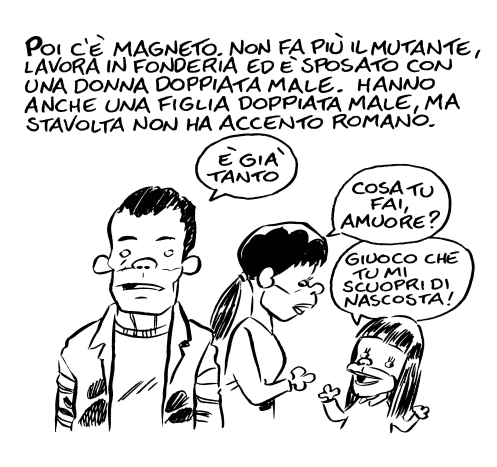 POI C'È MAGNETO. NON FA PIÙ IL MUTANTE,
LAVORA IN FONDERIA ED È SPOSATO CON
UNA DONNA DOPPIATA MALE. HANNO
ANCHE UNA FIGLIA DOPPIATA MALE, MA
STAVOLTA NON HA ACCENTO ROMANO.
È GIA'
TANTO
COSA TU
FAI,
AMUORE?
GIUOCO CHE
TU MI
SCUOPRI DI
NASCOSTA!